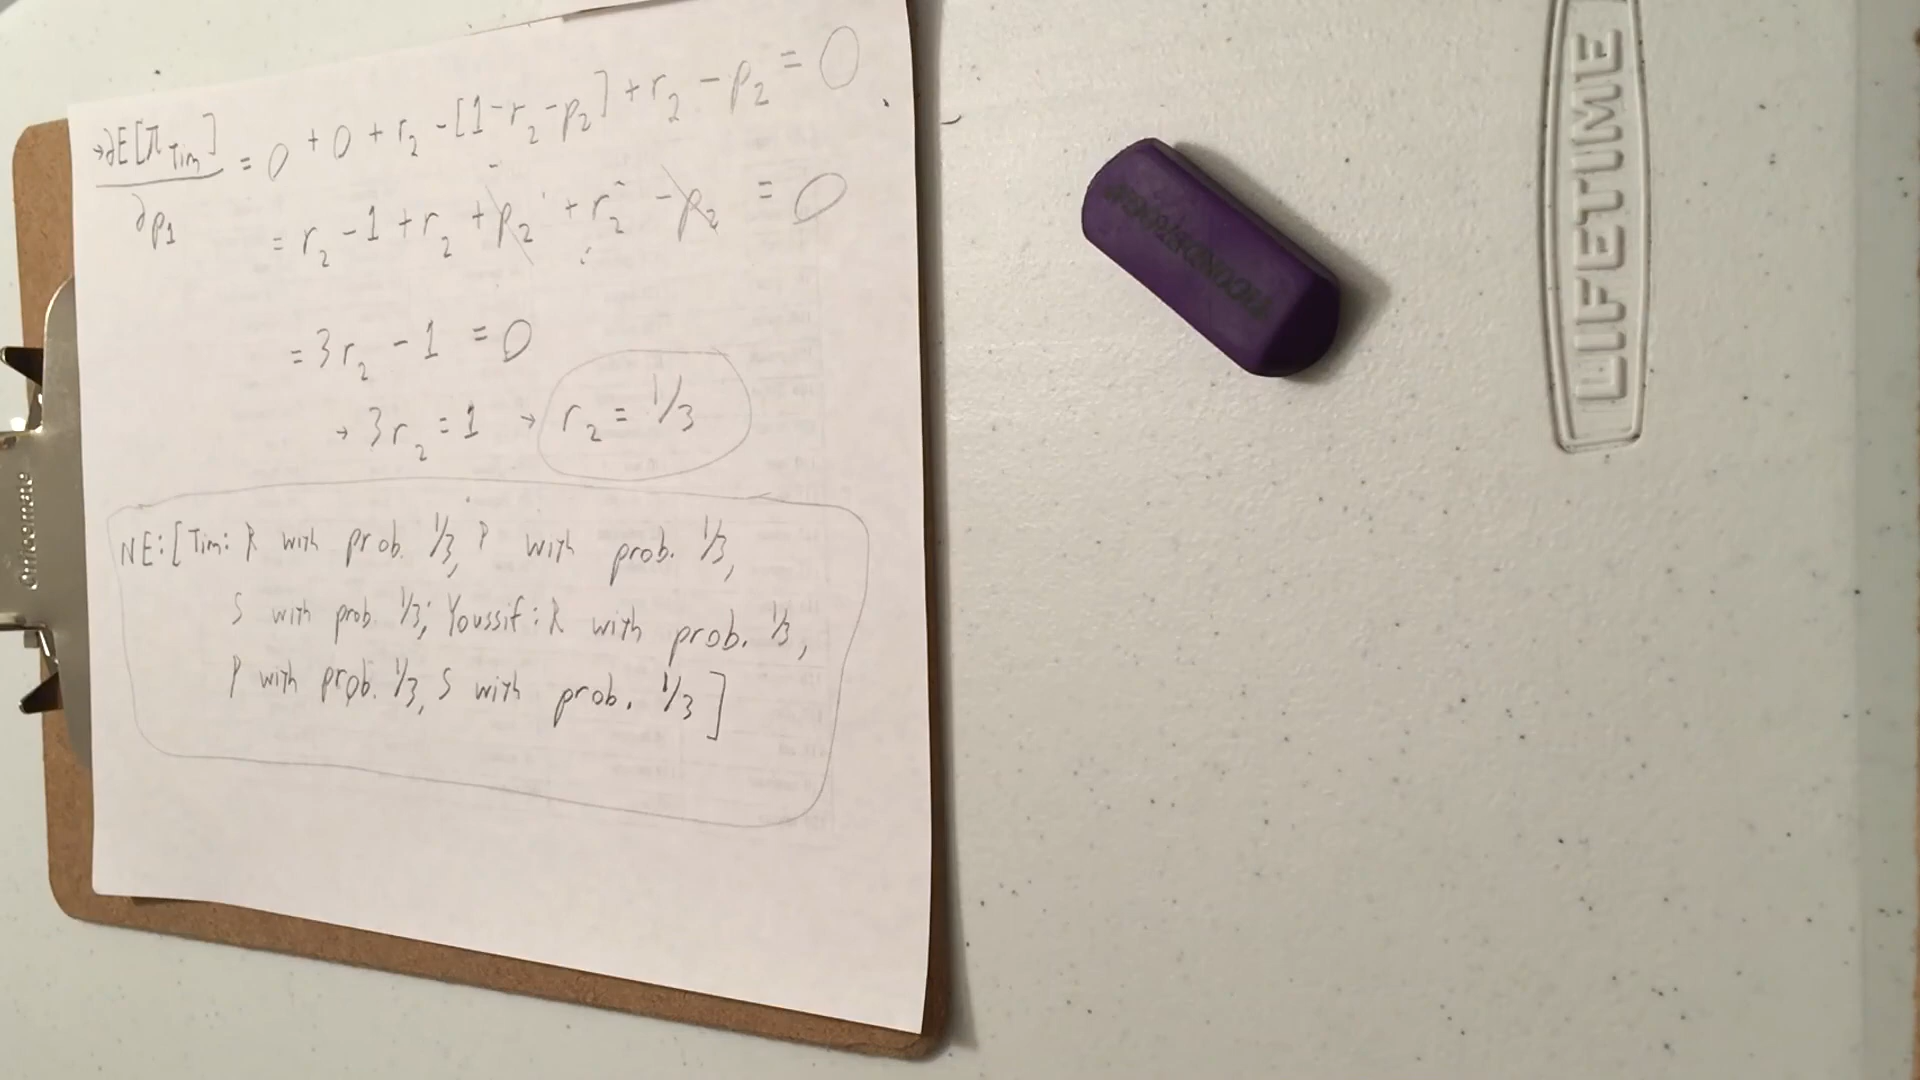 →∂E[π_Tim] / ∂p₁ = 0 + 0 + r₂ - [1 - r₂ - p₂] + r₂ - p₂ = 0
= r₂ - 1 + r₂ + p₂ + r₂ - p₂ = 0
= 3r₂ - 1 = 0
→ 3r₂ = 1 → r₂ = 1/3
NE: [Tim: R with prob. 1/3, P with prob. 1/3,
S with prob. 1/3; Youssif: R with prob. 1/3,
P with prob. 1/3, S with prob. 1/3]
Officemate
LIFETIME